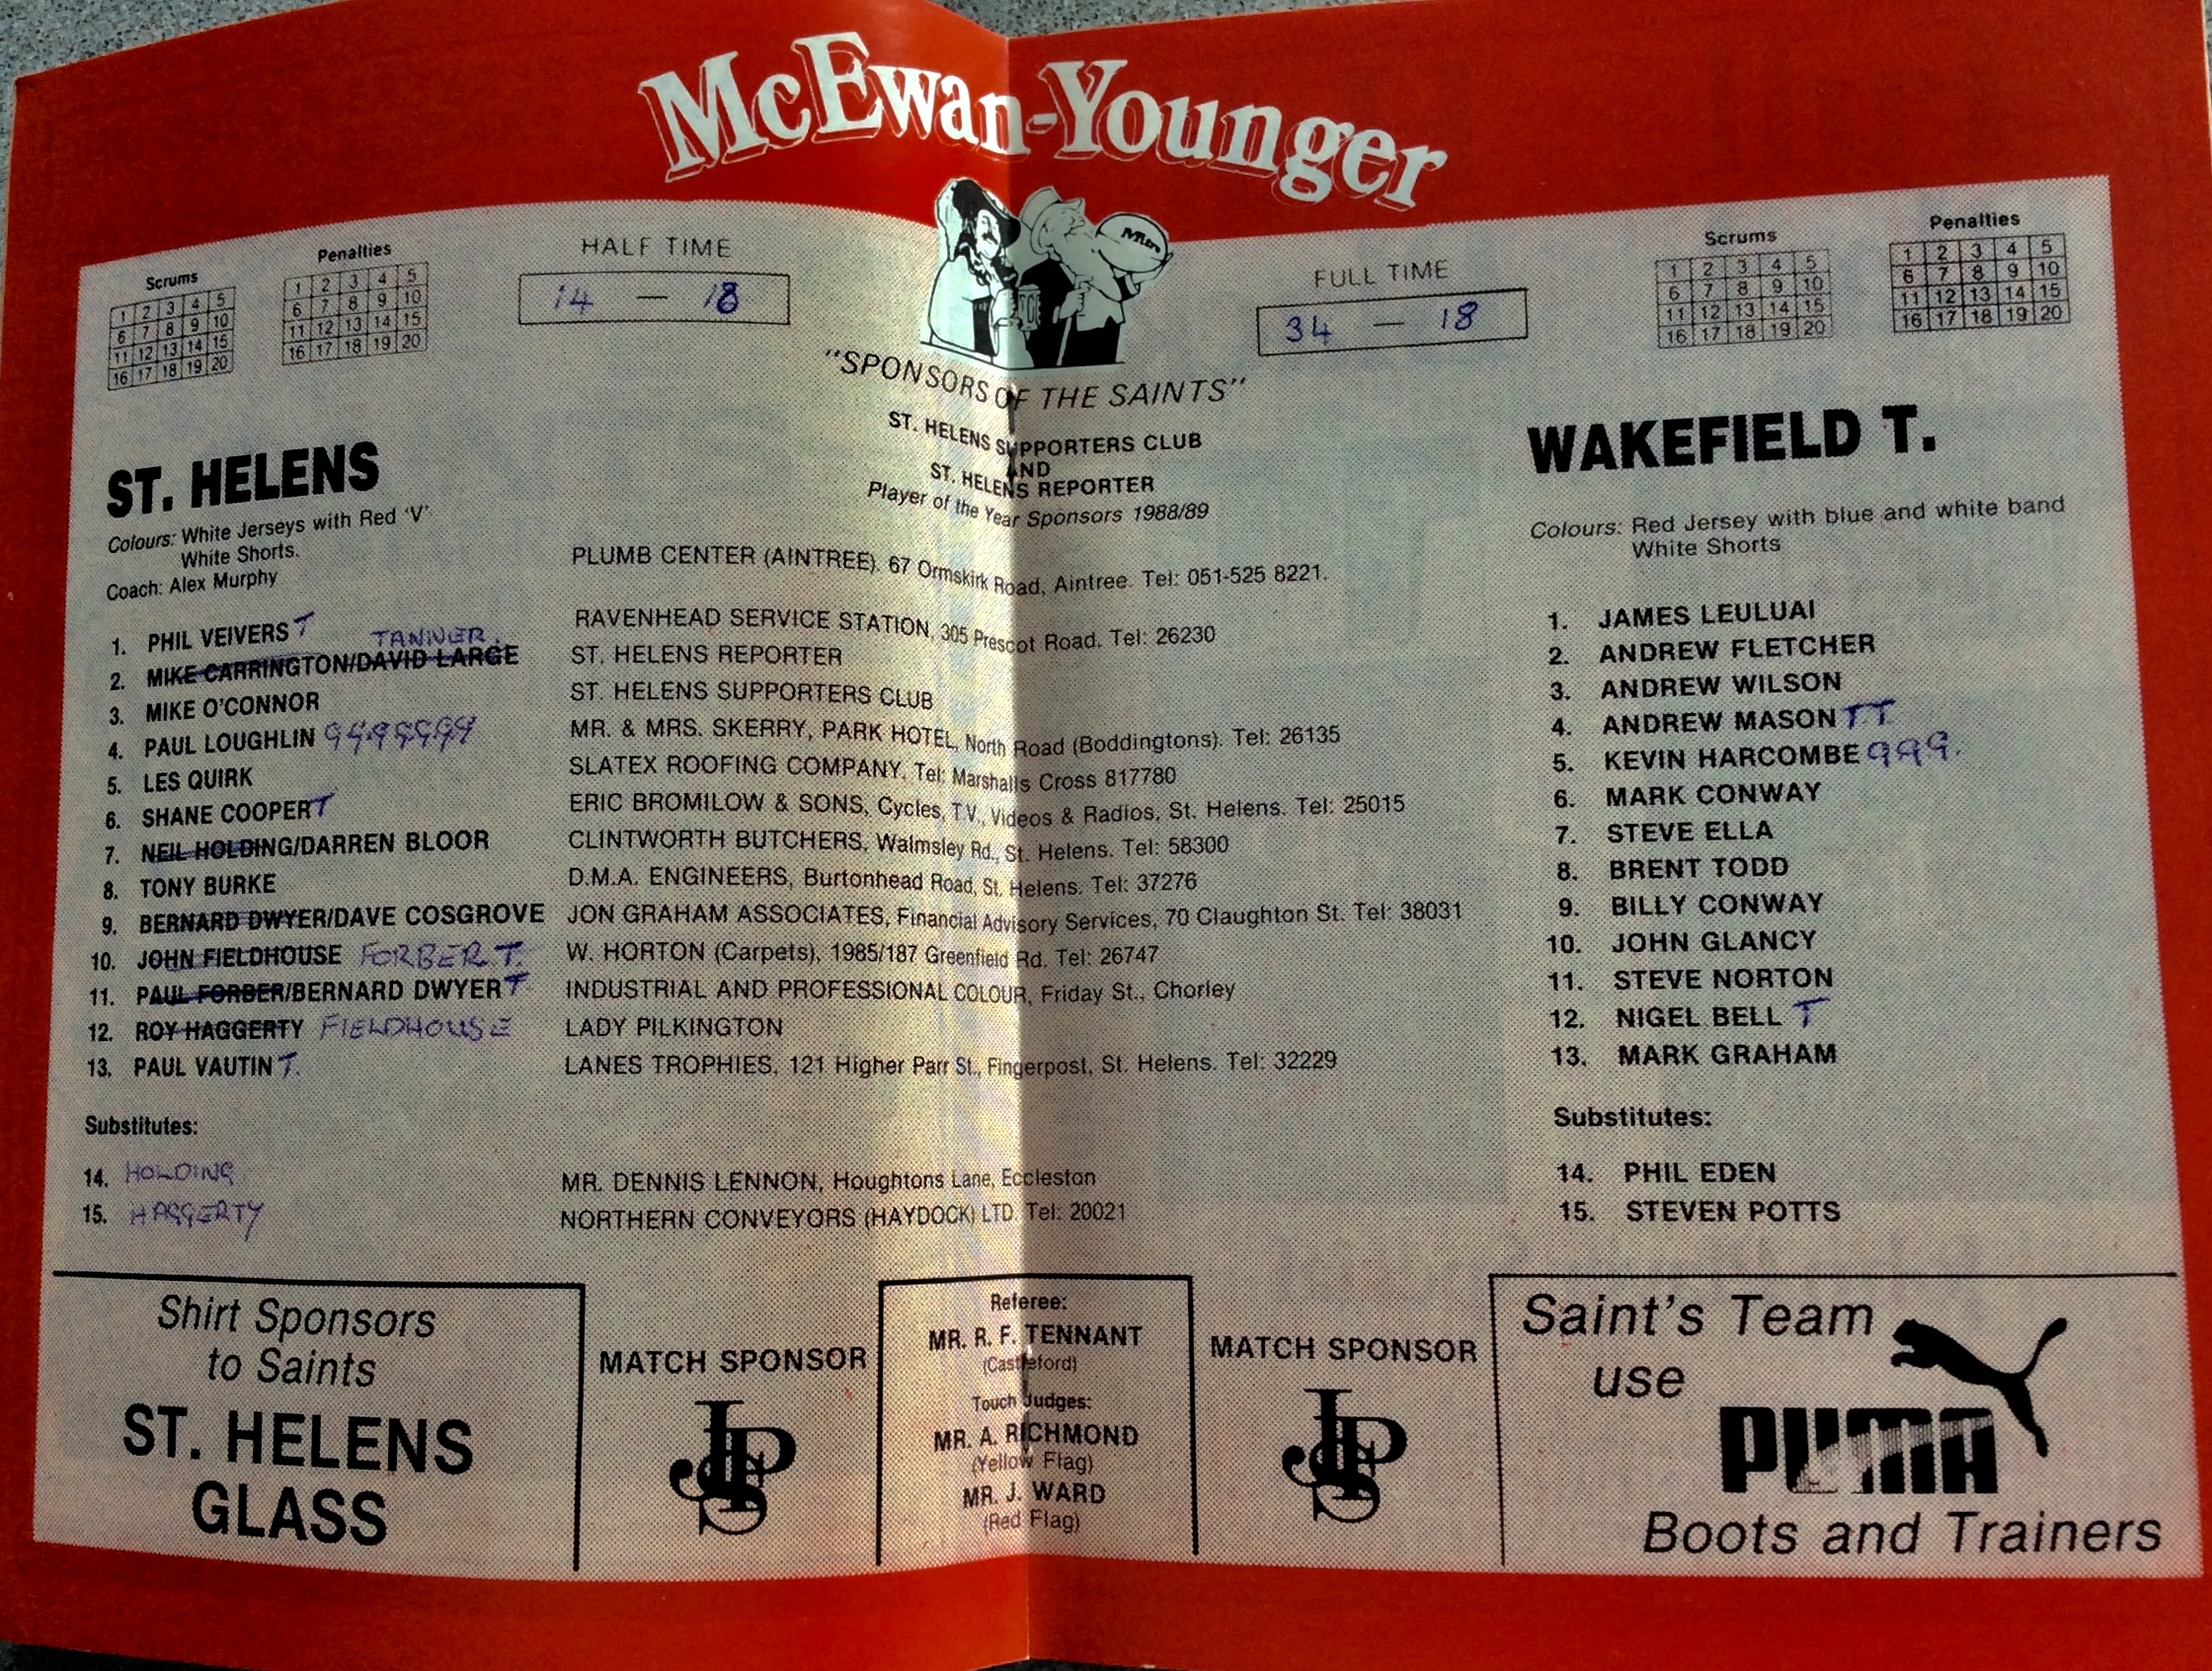 McEwan-Younger
Scrums
1 2 3 4 5
6 7 8 9 10
11 12 13 14 15
16 17 18 19 20
Penalties
1 2 3 4 5
6 7 8 9 10
11 12 13 14 15
16 17 18 19 20
HALF TIME
14 — 18
FULL TIME
34 — 18
Scrums
1 2 3 4 5
6 7 8 9 10
11 12 13 14 15
16 17 18 19 20
Penalties
1 2 3 4 5
6 7 8 9 10
11 12 13 14 15
16 17 18 19 20
"SPONSORS OF THE SAINTS"
ST. HELENS SUPPORTERS CLUB
AND
ST. HELENS REPORTER
Player of the Year Sponsors 1988/89
ST. HELENS
Colours: White Jerseys with Red 'V'
White Shorts.
Coach: Alex Murphy
PLUMB CENTER (AINTREE). 67 Ormskirk Road, Aintree. Tel: 051-525 8221.
1. PHIL VEIVERS T RAVENHEAD SERVICE STATION, 305 Prescot Road. Tel: 26230
TANNER.
2. MIKE CARRINGTON/DAVID LARGE ST. HELENS REPORTER
3. MIKE O'CONNOR ST. HELENS SUPPORTERS CLUB
4. PAUL LOUGHLIN MR. & MRS. SKERRY, PARK HOTEL, North Road (Boddingtons). Tel: 26135
5. LES QUIRK SLATEX ROOFING COMPANY, Tel: Marshalls Cross 817780
6. SHANE COOPER T ERIC BROMILOW & SONS, Cycles, T.V., Videos & Radios, St. Helens. Tel: 25015
7. NEIL HOLDING/DARREN BLOOR CLINTWORTH BUTCHERS, Walmsley Rd., St. Helens. Tel: 58300
8. TONY BURKE D.M.A. ENGINEERS, Burtonhead Road, St. Helens. Tel: 37276
9. BERNARD DWYER/DAVE COSGROVE JON GRAHAM ASSOCIATES, Financial Advisory Services, 70 Claughton St. Tel: 38031
10. JOHN FIELDHOUSE FORBER T. W. HORTON (Carpets), 1985/187 Greenfield Rd. Tel: 26747
11. PAUL FORBER/BERNARD DWYER T INDUSTRIAL AND PROFESSIONAL COLOUR, Friday St., Chorley
12. ROY HAGGERTY FIELDHOUSE LADY PILKINGTON
13. PAUL VAUTIN T. LANES TROPHIES, 121 Higher Parr St., Fingerpost, St. Helens. Tel: 32229
Substitutes:
14. HOLDING. MR. DENNIS LENNON, Houghtons Lane, Eccleston
15. HAGGERTY NORTHERN CONVEYORS (HAYDOCK) LTD. Tel: 20021
WAKEFIELD T.
Colours: Red Jersey with blue and white band
White Shorts
1. JAMES LEULUAI
2. ANDREW FLETCHER
3. ANDREW WILSON
4. ANDREW MASON T T
5. KEVIN HARCOMBE 999.
6. MARK CONWAY
7. STEVE ELLA
8. BRENT TODD
9. BILLY CONWAY
10. JOHN GLANCY
11. STEVE NORTON
12. NIGEL BELL T
13. MARK GRAHAM
Substitutes:
14. PHIL EDEN
15. STEVEN POTTS
Shirt Sponsors
to Saints
ST. HELENS
GLASS
MATCH SPONSOR
JPS
Referee:
MR. R. F. TENNANT
(Castleford)
Touch Judges:
MR. A. RICHMOND
(Yellow Flag)
MR. J. WARD
(Red Flag)
MATCH SPONSOR
JPS
Saint's Team
use
PUMA
Boots and Trainers